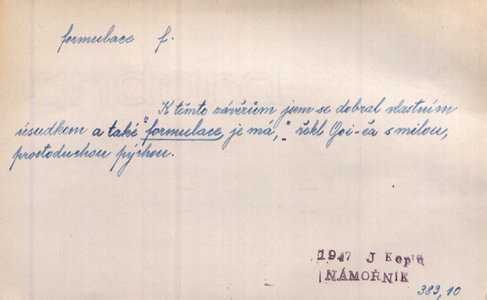 formulace f.
K těmto závěrům jsem se dobral vlastním
úsudkem a také "formulace je má," řekl Goi-ča s milou,
prostoduchou pýchou.
1947 J Kopta
NÁMOŘNÍK
383,10